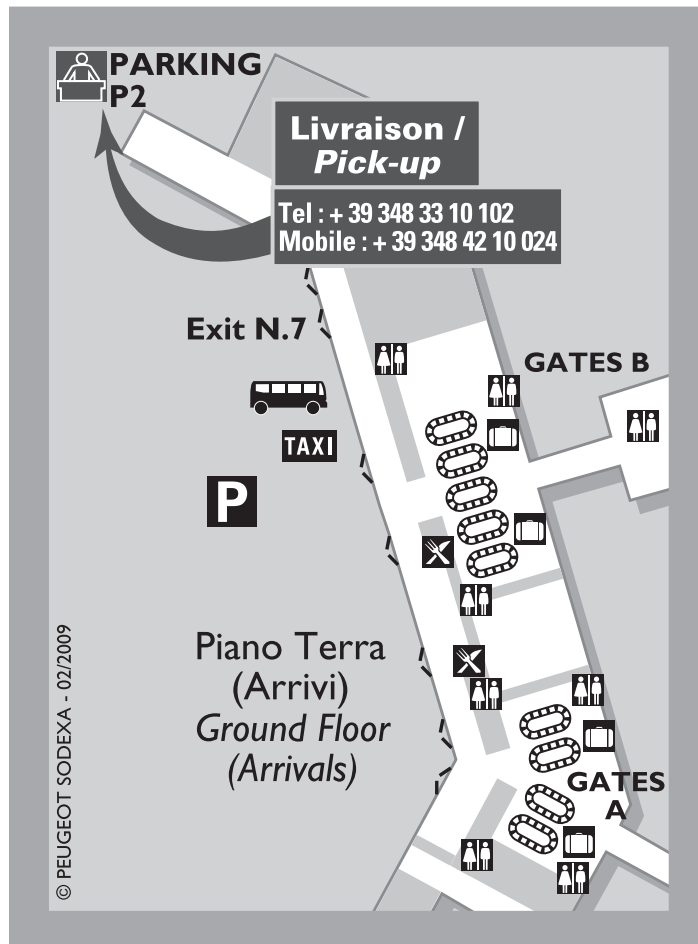 PARKING
P2
Livraison /
Pick-up
Tel : + 39 348 33 10 102
Mobile : + 39 348 42 10 024
Exit N.7
GATES B
TAXI
P
Piano Terra
(Arrivi)
Ground Floor
(Arrivals)
GATES
A
© PEUGEOT SODEXA - 02/2009